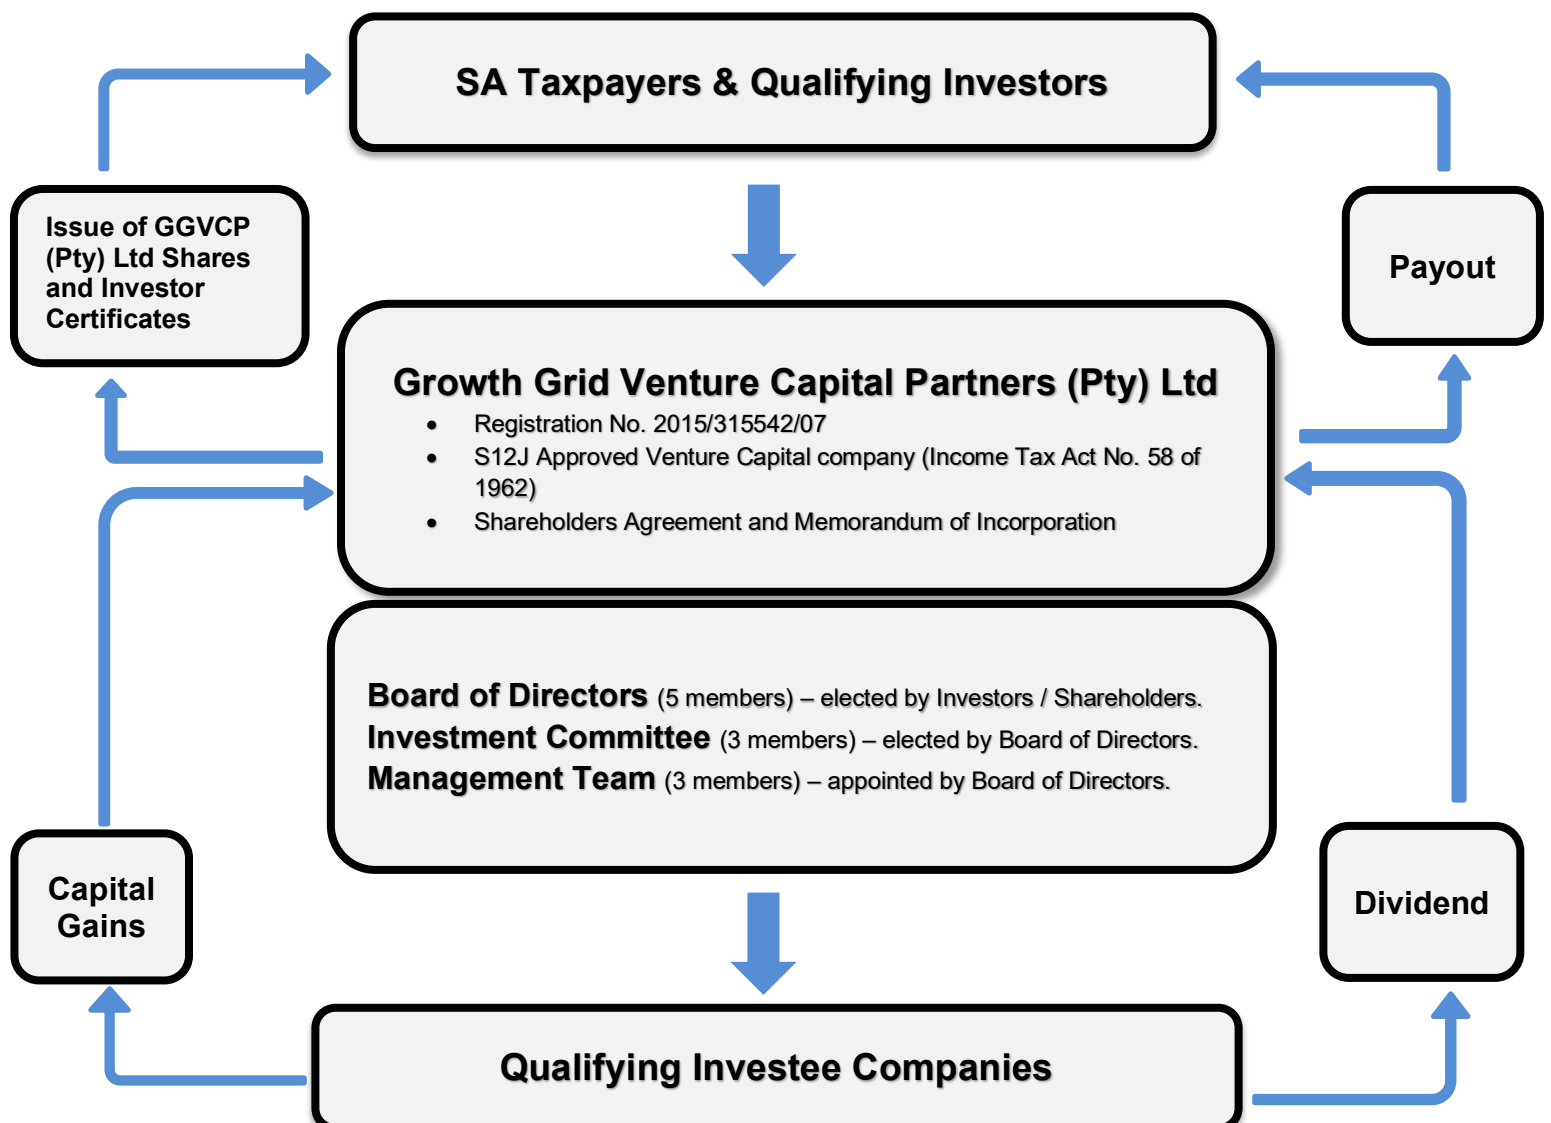 SA Taxpayers & Qualifying Investors
Issue of GGVCP
(Pty) Ltd Shares
and Investor
Certificates
Payout
Growth Grid Venture Capital Partners (Pty) Ltd
• Registration No. 2015/315542/07
• S12J Approved Venture Capital company (Income Tax Act No. 58 of
1962)
• Shareholders Agreement and Memorandum of Incorporation
Board of Directors (5 members) – elected by Investors / Shareholders.
Investment Committee (3 members) – elected by Board of Directors.
Management Team (3 members) – appointed by Board of Directors.
Capital
Gains
Dividend
Qualifying Investee Companies